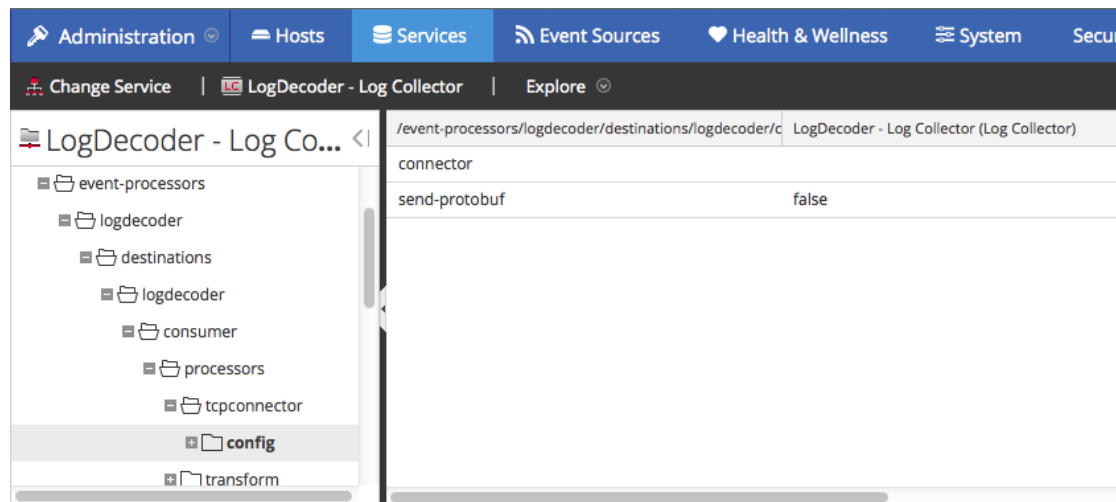 Administration Hosts Services Event Sources Health & Wellness System Secur
Change Service | LC LogDecoder - Log Collector | Explore
LogDecoder - Log Co...
event-processors
logdecoder
destinations
logdecoder
consumer
processors
tcpconnector
config
transform
/event-processors/logdecoder/destinations/logdecoder/c LogDecoder - Log Collector (Log Collector)
connector
send-protobuf false